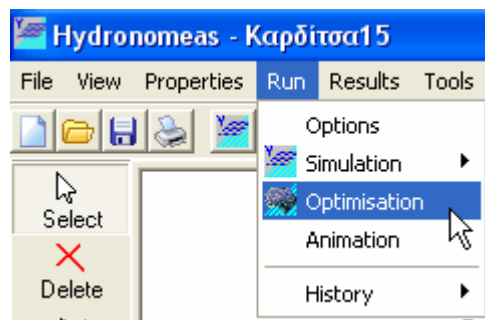 Hydronomeas - Καρδίτσα15
File View Properties Run Results Tools
Options
Simulation
Select
Optimisation
Animation
Delete
History